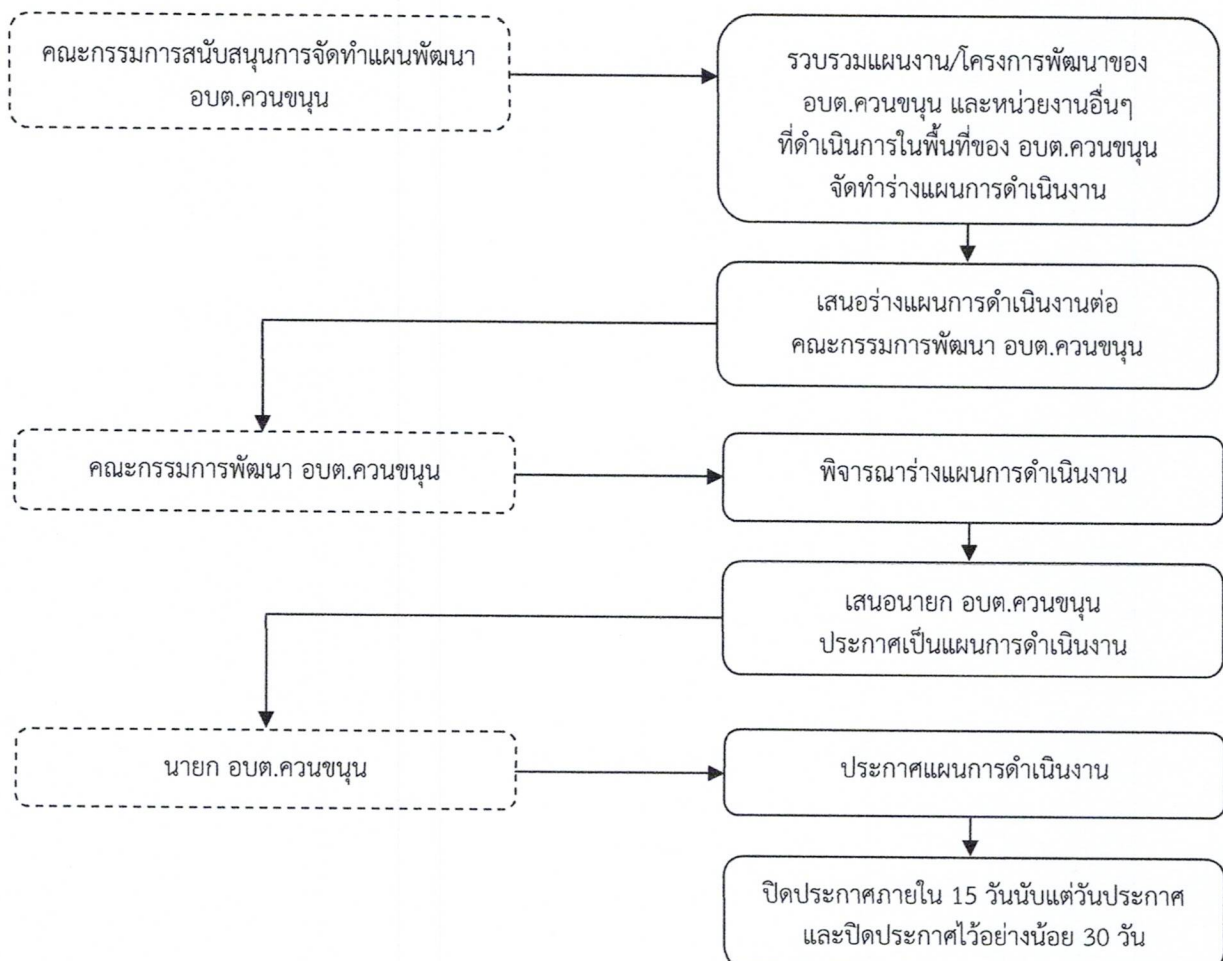 คณะกรรมการสนับสนุนการจัดทำแผนพัฒนา
อบต.ควนขนุน
รวบรวมแผนงาน/โครงการพัฒนาของ
อบต.ควนขนุน และหน่วยงานอื่นๆ
ที่ดำเนินการในพื้นที่ของ อบต.ควนขนุน
จัดทำร่างแผนการดำเนินงาน
เสนอร่างแผนการดำเนินงานต่อ
คณะกรรมการพัฒนา อบต.ควนขนุน
คณะกรรมการพัฒนา อบต.ควนขนุน
พิจารณาร่างแผนการดำเนินงาน
เสนอนายก อบต.ควนขนุน
ประกาศเป็นแผนการดำเนินงาน
นายก อบต.ควนขนุน
ประกาศแผนการดำเนินงาน
ปิดประกาศภายใน 15 วันนับแต่วันประกาศ
และปิดประกาศไว้อย่างน้อย 30 วัน